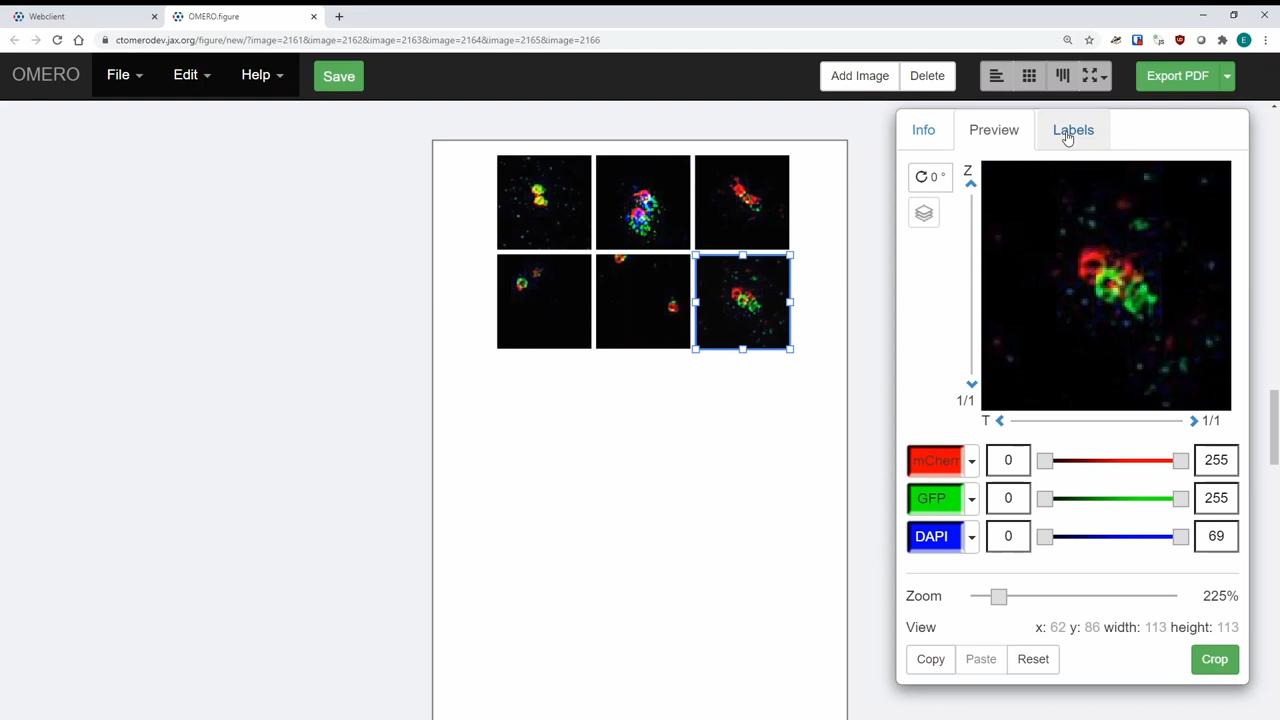 Webclient
OMERO.figure
ctomerodev.jax.org/figure/new/?image=2161&image=2162&image=2163&image=2164&image=2165&image=2166
E
OMERO File Edit Help Save Add Image Delete Export PDF
Info Preview Labels
0 °
Z
1/1
T 1/1
mCherr 0 255
GFP 0 255
DAPI 0 69
Zoom 225%
View x: 62 y: 86 width: 113 height: 113
Copy Paste Reset Crop